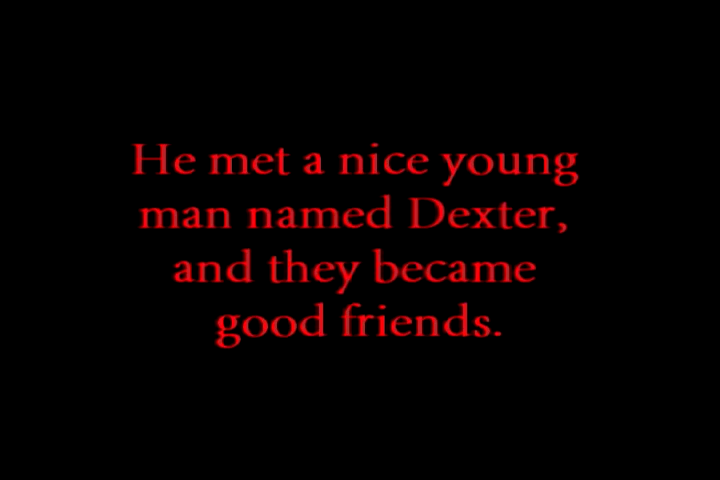 He met a nice young
man named Dexter,
and they became
good friends.